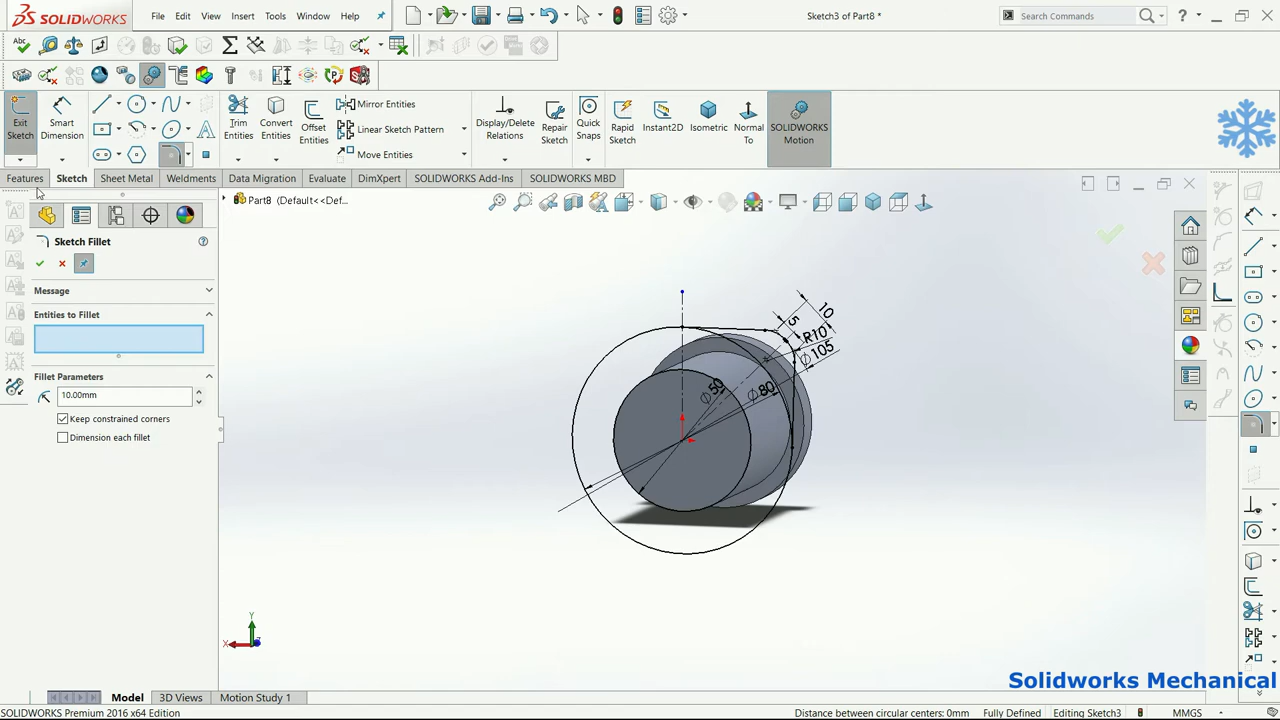 SOLIDWORKS File Edit View Insert Tools Window Help Sketch3 of Part8 * Search Commands ?
Exit Sketch
Smart Dimension
Trim Entities
Convert Entities
Offset Entities
Mirror Entities
Linear Sketch Pattern
Move Entities
Display/Delete Relations
Repair Sketch
Quick Snaps
Rapid Sketch
Instant2D
Isometric
Normal To
SOLIDWORKS Motion
Features Sketch Sheet Metal Weldments Data Migration Evaluate DimXpert SOLIDWORKS Add-Ins SOLIDWORKS MBD
Part8 (Default<<Def...
Sketch Fillet
Message
Entities to Fillet
Fillet Parameters
10.00mm
Keep constrained corners
Dimension each fillet
10
5
R10
⌀105
⌀50
⌀80
Y
X
Z
Solidworks Mechanical
Model 3D Views Motion Study 1
SOLIDWORKS Premium 2016 x64 Edition Distance between circular centers: 0mm Fully Defined Editing Sketch3 MMGS